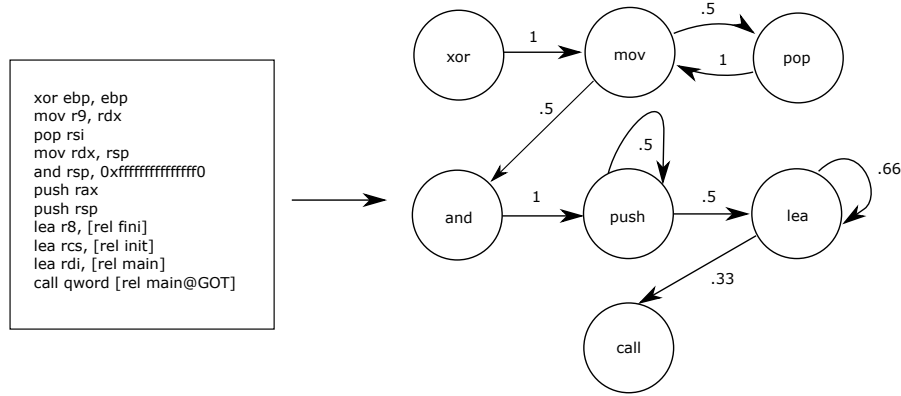 xor ebp, ebp
mov r9, rdx
pop rsi
mov rdx, rsp
and rsp, 0xfffffffffffffff0
push rax
push rsp
lea r8, [rel fini]
lea rcs, [rel init]
lea rdi, [rel main]
call qword [rel main@GOT]
xor
1
mov
.5
1
pop
.5
and
1
.5
push
.5
lea
.66
.33
call